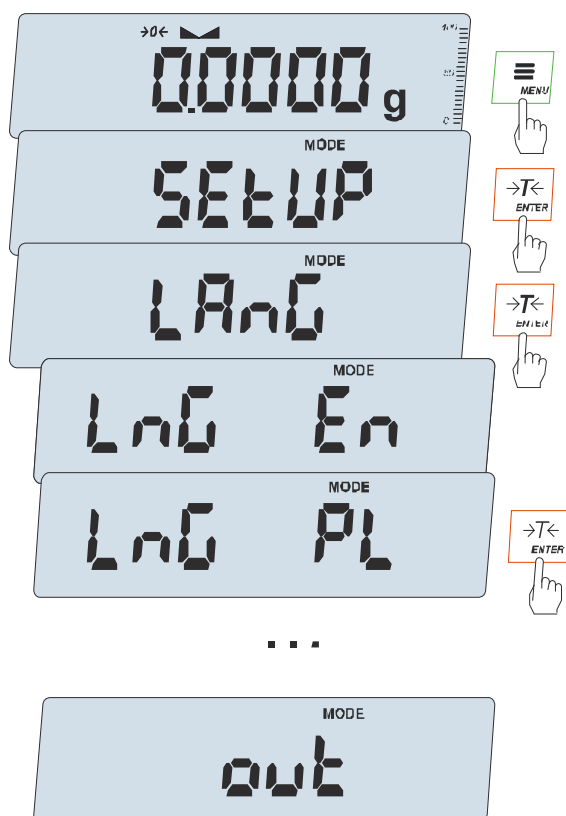 →0←
0.0000 g
MENU
MODE
SEtUP
→T←
ENTER
MODE
LAnG
→T←
ENTER
MODE
LnG En
MODE
LnG PL
→T←
ENTER
...
MODE
out